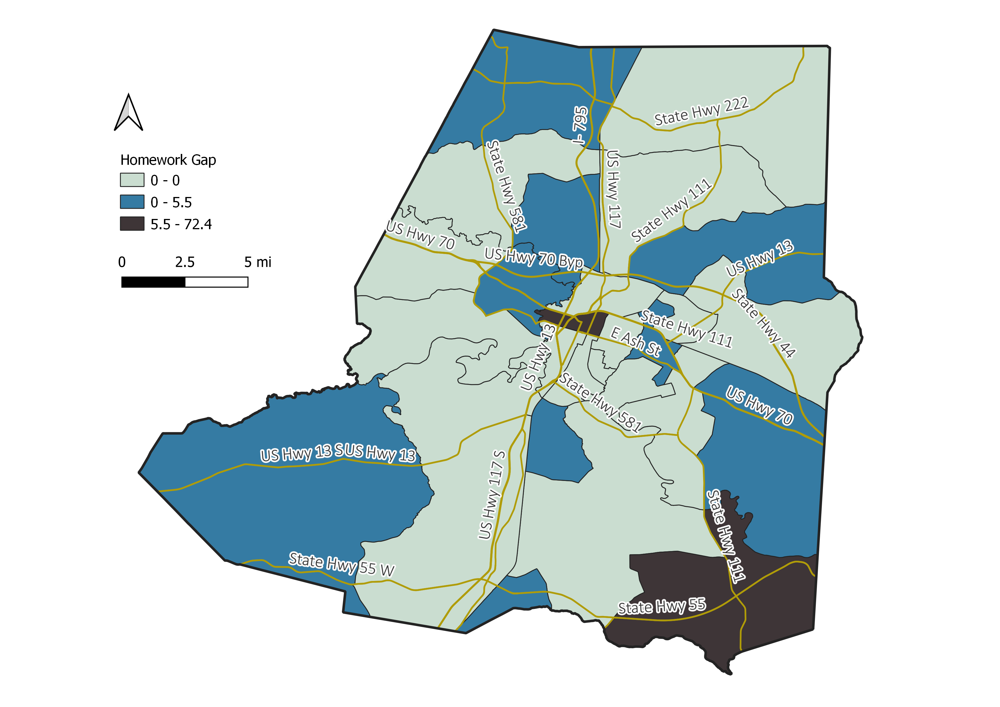 State Hwy 222
I- 795
Homework Gap
0 - 0
0 - 5.5
5.5 - 72.4
State Hwy 581
US Hwy 117
State Hwy 111
US Hwy 70
US Hwy 70 Byp
US Hwy 13
0 2.5 5 mi
State Hwy 44
State Hwy 111
E Ash St
US Hwy 13
State Hwy 581
US Hwy 70
US Hwy 13 SUS Hwy 13
US Hwy 117 S
State Hwy 111
State Hwy 55 W
State Hwy 55